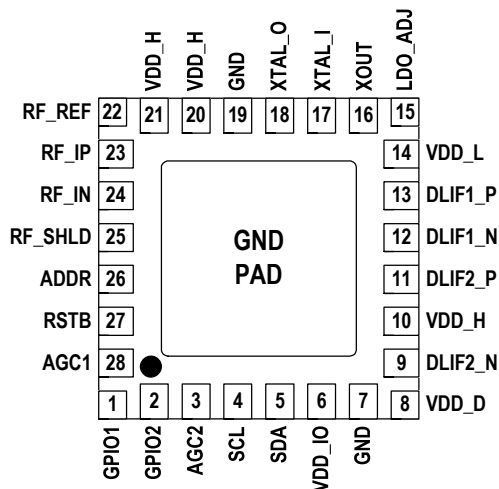 VDD_H
VDD_H
GND
XTAL_O
XTAL_I
XOUT
LDO_ADJ
RF_REF 22 21 20 19 18 17 16 15
RF_IP 23 14 VDD_L
RF_IN 24 13 DLIF1_P
RF_SHLD 25 12 DLIF1_N
GND
PAD
ADDR 26 11 DLIF2_P
RSTB 27 10 VDD_H
AGC1 28 9 DLIF2_N
1 2 3 4 5 6 7 8 VDD_D
GPIO1
GPIO2
AGC2
SCL
SDA
VDD_IO
GND